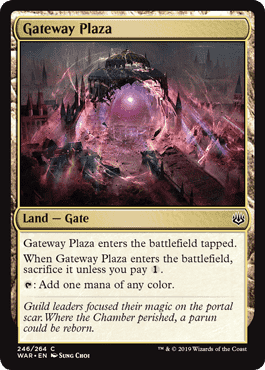 Gateway Plaza
Land — Gate
Gateway Plaza enters the battlefield tapped.
When Gateway Plaza enters the battlefield,
sacrifice it unless you pay 1.
: Add one mana of any color.
Guild leaders focused their magic on the portal
scar. Where the Chamber perished, a parun
could be reborn.
246/264 C
WAR • EN SUNG CHOI
™ & © 2019 Wizards of the Coast